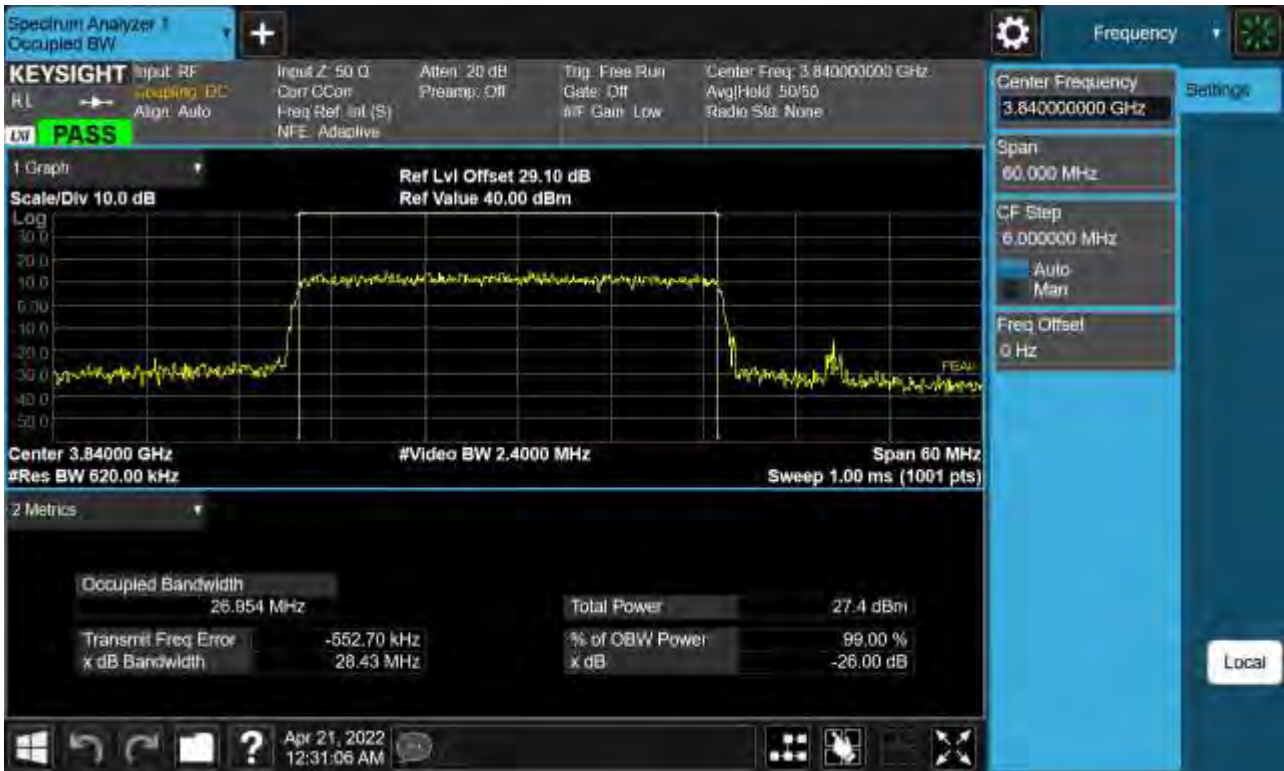 Spectrum Analyzer 1
Occupied BW
Frequency
KEYSIGHT
Input: RF
Coupling: DC
Align: Auto
Input Z: 50 Ω
Corr CCorr
Freq Ref: Int (S)
NFE: Adaptive
Atten: 20 dB
Preamp: Off
Trig: Free Run
Gate: Off
#IF Gain: Low
Center Freq: 3.840000000 GHz
Avg|Hold: 50/50
Radio Std: None
PASS
1 Graph
Scale/Div 10.0 dB
Ref Lvl Offset 29.10 dB
Ref Value 40.00 dBm
Log
30.0
20.0
10.0
0.00
-10.0
-20.0
-30.0
-40.0
-50.0
PEAK
Center 3.84000 GHz
#Video BW 2.4000 MHz
Span 60 MHz
#Res BW 620.00 kHz
Sweep 1.00 ms (1001 pts)
2 Metrics
Occupied Bandwidth
26.954 MHz
Total Power 27.4 dBm
Transmit Freq Error -552.70 kHz
% of OBW Power 99.00 %
x dB Bandwidth 28.43 MHz
x dB -26.00 dB
Center Frequency
3.840000000 GHz
Settings
Span
60.000 MHz
CF Step
6.000000 MHz
Auto
Man
Freq Offset
0 Hz
Local
?
Apr 21, 2022
12:31:06 AM